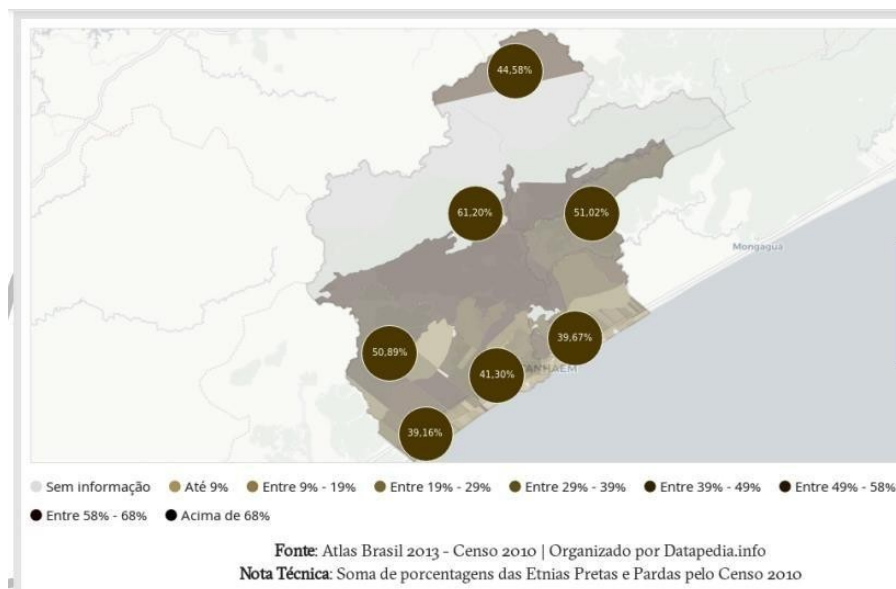 44,58%
61,20%
51,02%
Mongaguá
39,67%
50,89%
41,30%
ANHAEM
39,16%
Sem informação Até 9% Entre 9% - 19% Entre 19% - 29% Entre 29% - 39% Entre 39% - 49% Entre 49% - 58%
Entre 58% - 68% Acima de 68%
Fonte: Atlas Brasil 2013 - Censo 2010 | Organizado por Datapedia.info
Nota Técnica: Soma de porcentagens das Etnias Pretas e Pardas pelo Censo 2010